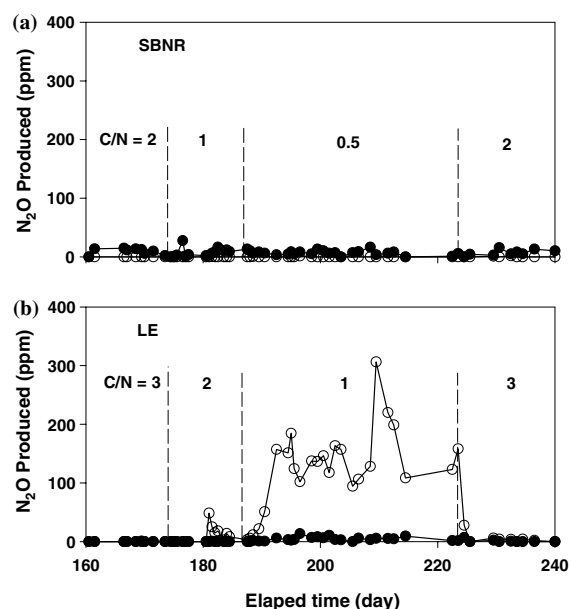 (a)
N₂O Produced (ppm)
400
300
200
100
0
SBNR
C/N = 2
1
0.5
2
(b)
N₂O Produced (ppm)
400
300
200
100
0
LE
C/N = 3
2
1
3
160
180
200
220
240
Elaped time (day)